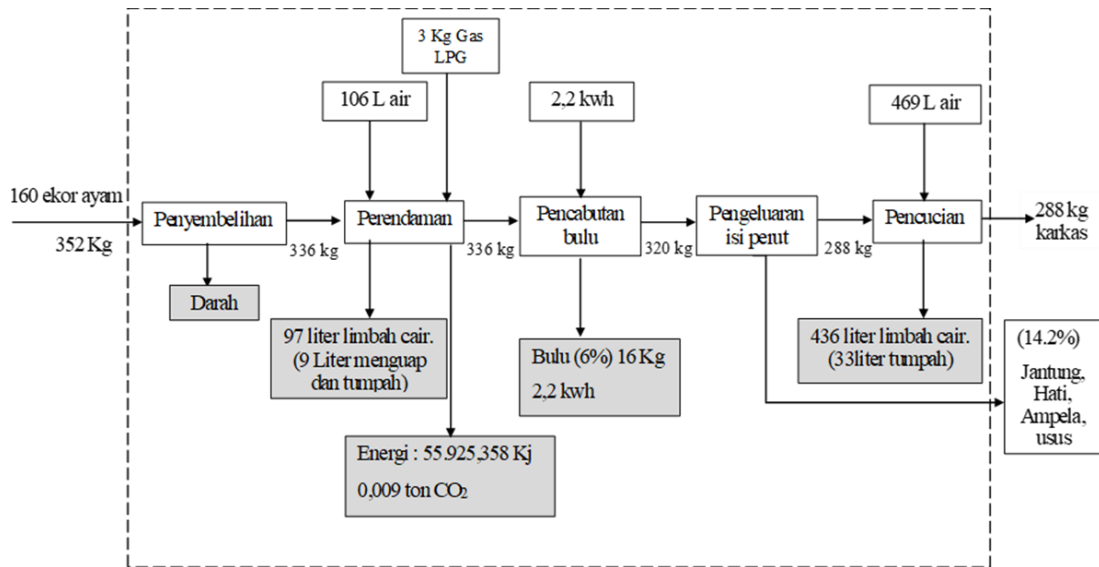 3 Kg Gas
LPG
106 L air
2,2 kwh
469 L air
160 ekor ayam
352 Kg
Penyembelihan
336 kg
Perendaman
336 kg
Pencabutan
bulu
320 kg
Pengeluaran
isi perut
288 kg
Pencucian
288 kg
karkas
Darah
97 liter limbah cair.
(9 Liter menguap
dan tumpah)
Bulu (6%) 16 Kg
2,2 kwh
436 liter limbah cair.
(33liter tumpah)
(14.2%)
Jantung,
Hati,
Ampela,
usus
Energi : 55.925,358 Kj
0,009 ton CO₂